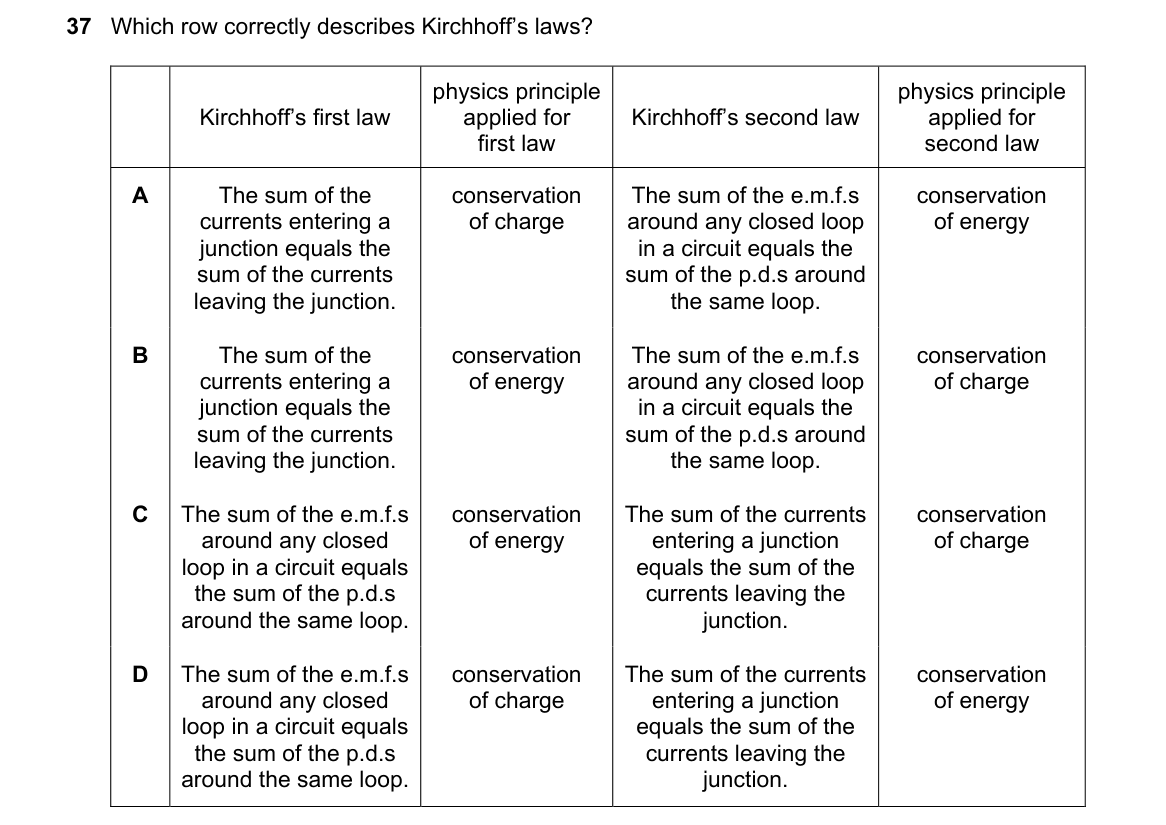 37 Which row correctly describes Kirchhoff’s laws?
Kirchhoff’s first law
physics principle
applied for
first law
Kirchhoff’s second law
physics principle
applied for
second law
A
The sum of the
currents entering a
junction equals the
sum of the currents
leaving the junction.
conservation
of charge
The sum of the e.m.f.s
around any closed loop
in a circuit equals the
sum of the p.d.s around
the same loop.
conservation
of energy
B
The sum of the
currents entering a
junction equals the
sum of the currents
leaving the junction.
conservation
of energy
The sum of the e.m.f.s
around any closed loop
in a circuit equals the
sum of the p.d.s around
the same loop.
conservation
of charge
C
The sum of the e.m.f.s
around any closed
loop in a circuit equals
the sum of the p.d.s
around the same loop.
conservation
of energy
The sum of the currents
entering a junction
equals the sum of the
currents leaving the
junction.
conservation
of charge
D
The sum of the e.m.f.s
around any closed
loop in a circuit equals
the sum of the p.d.s
around the same loop.
conservation
of charge
The sum of the currents
entering a junction
equals the sum of the
currents leaving the
junction.
conservation
of energy